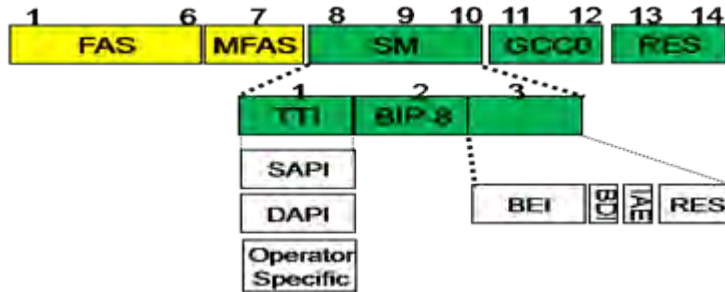 1 6 7 8 9 10 11 12 13 14
FAS MFAS SM GCC0 RES
1 2 3
TTI BIP-8
SAPI
DAPI
BEI BDI IAE RES
Operator
Specific